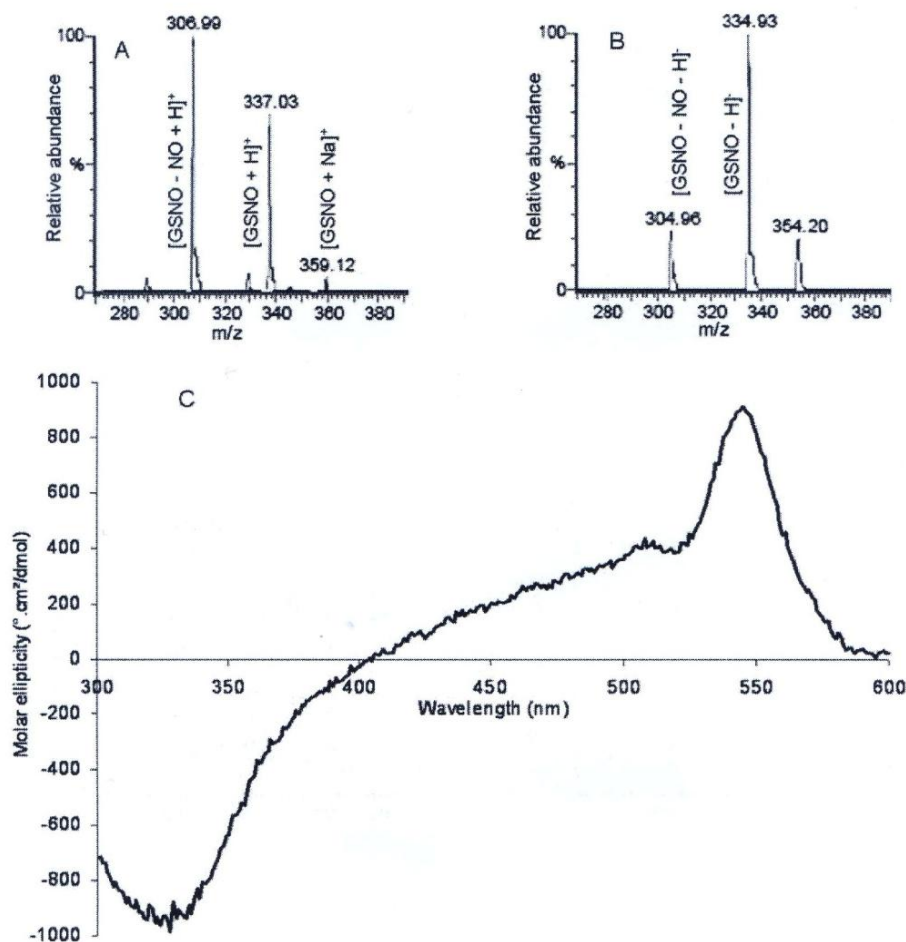 A
306.99
337.03
359.12
[GSNO - NO + H]⁺
[GSNO + H]⁺
[GSNO + Na]⁺
Relative abundance
100
%
0
280 300 320 340 360 380
m/z
B
334.93
304.96
354.20
[GSNO - NO - H]⁻
[GSNO - H]⁻
Relative abundance
100
%
0
280 300 320 340 360 380
m/z
C
Molar ellipticity (°.cm²/dmol)
1000
800
600
400
200
0
-200
-400
-600
-800
-1000
300 350 400 450 500 550 600
Wavelength (nm)